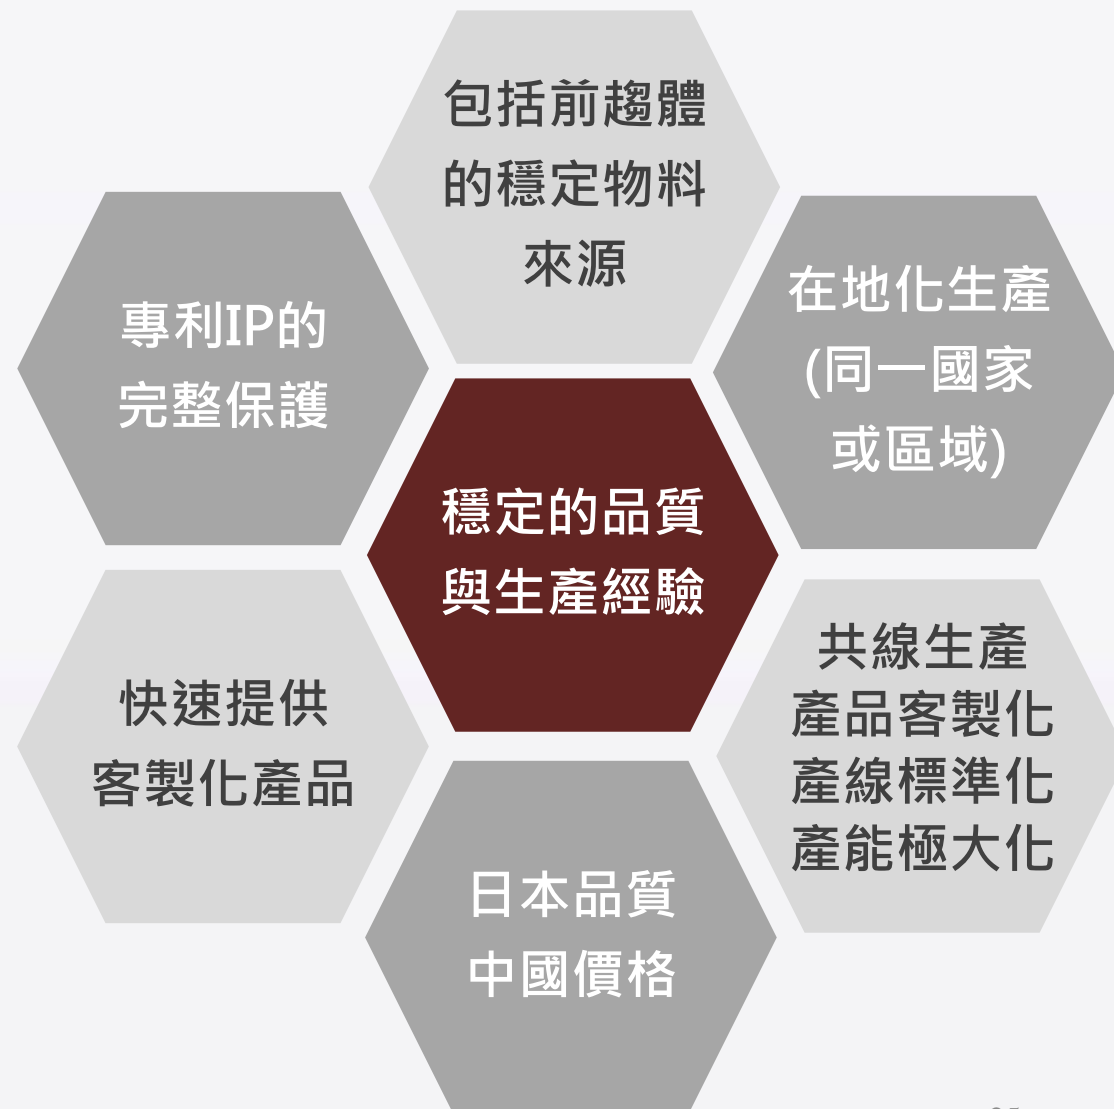 包括前趨體
的穩定物料
來源
專利IP的
完整保護
在地化生產
(同一國家
或區域)
穩定的品質
與生產經驗
快速提供
客製化產品
共線生產
產品客製化
產線標準化
產能極大化
日本品質
中國價格